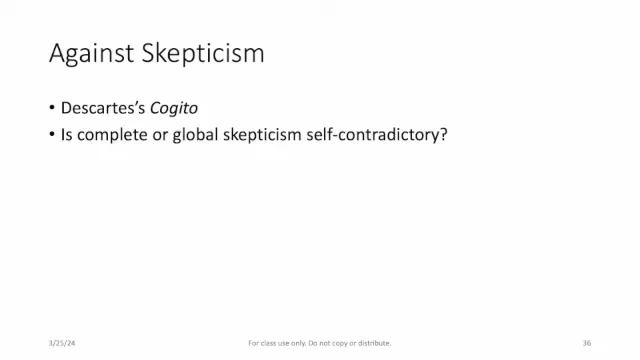 Against Skepticism
• Descartes’s Cogito
• Is complete or global skepticism self-contradictory?
3/25/24
For class use only. Do not copy or distribute.
36